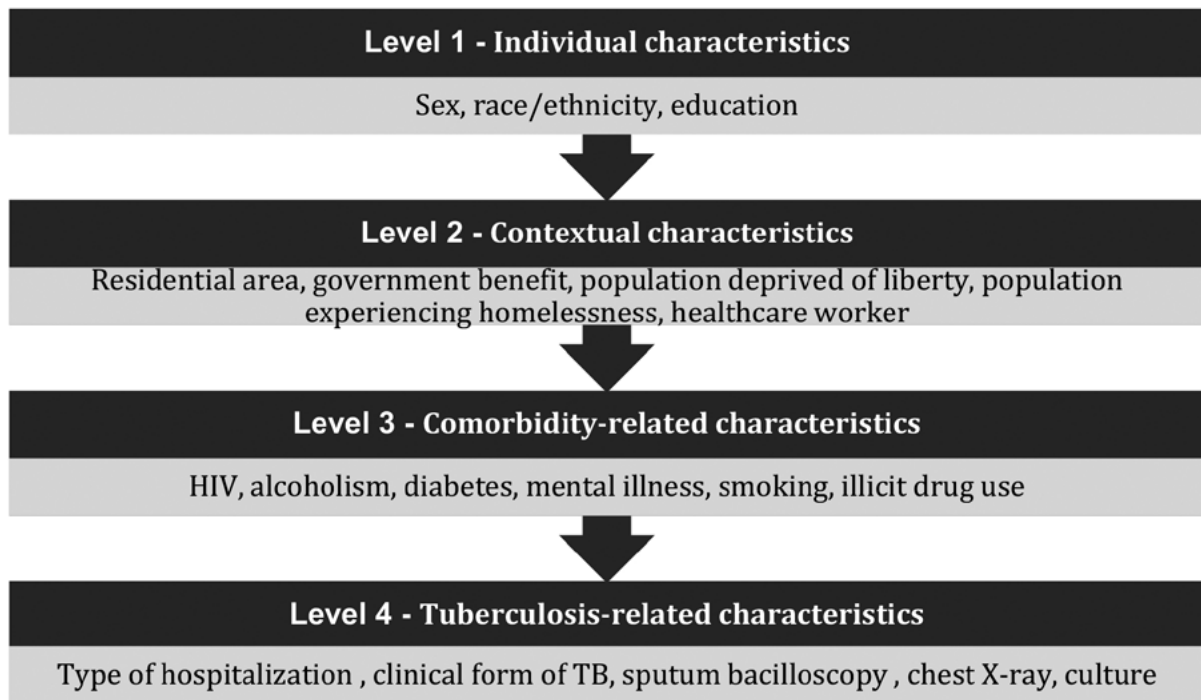 Level 1 - Individual characteristics
Sex, race/ethnicity, education
Level 2 - Contextual characteristics
Residential area, government benefit, population deprived of liberty, population
experiencing homelessness, healthcare worker
Level 3 - Comorbidity-related characteristics
HIV, alcoholism, diabetes, mental illness, smoking, illicit drug use
Level 4 - Tuberculosis-related characteristics
Type of hospitalization , clinical form of TB, sputum bacilloscopy , chest X-ray, culture